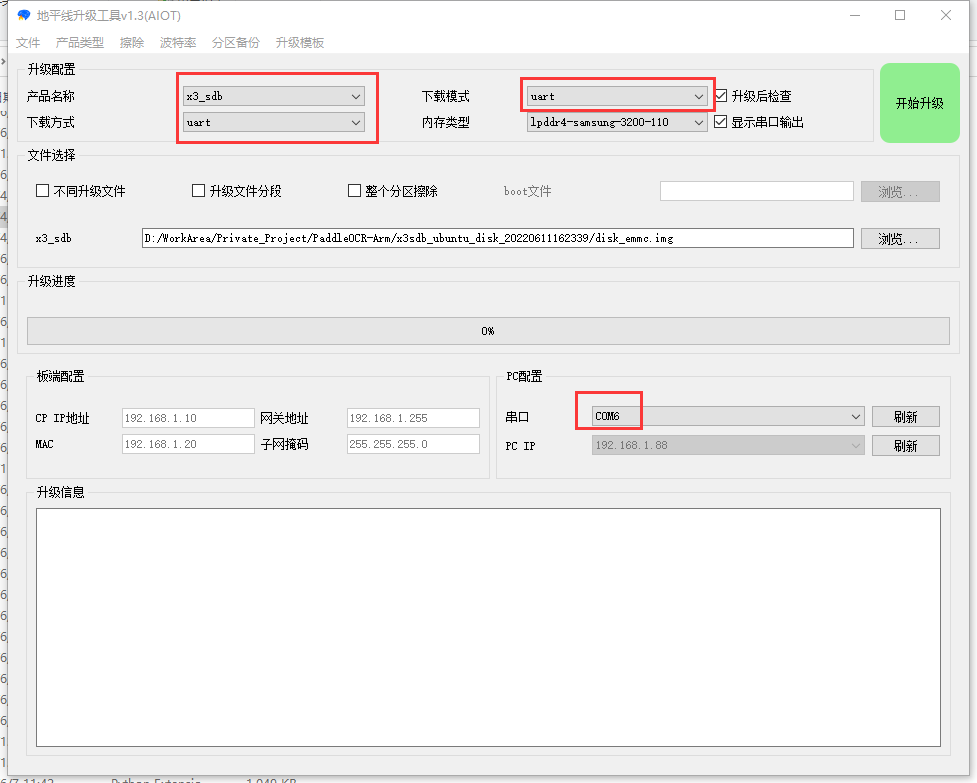 地平线升级工具v1.3(AIOT)
文件 产品类型 擦除 波特率 分区备份 升级模板
升级配置
产品名称 x3_sdb 下载模式 uart 升级后检查
下载方式 uart 内存类型 lpddr4-samsung-3200-110 显示串口输出
开始升级
文件选择
不同升级文件 升级文件分段 整个分区擦除 boot文件 浏览...
x3_sdb D:/WorkArea/Private_Project/PaddleOCR-Arm/x3sdb_ubuntu_disk_20220611162339/disk_emmc.img 浏览...
升级进度
0%
板端配置
CP IP地址 192.168.1.10 网关地址 192.168.1.255
MAC 192.168.1.20 子网掩码 255.255.255.0
PC配置
串口 COM6 刷新
PC IP 192.168.1.88 刷新
升级信息